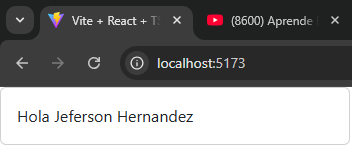 Vite + React + TS
(8600) Aprende
localhost:5173
Hola Jeferson Hernandez